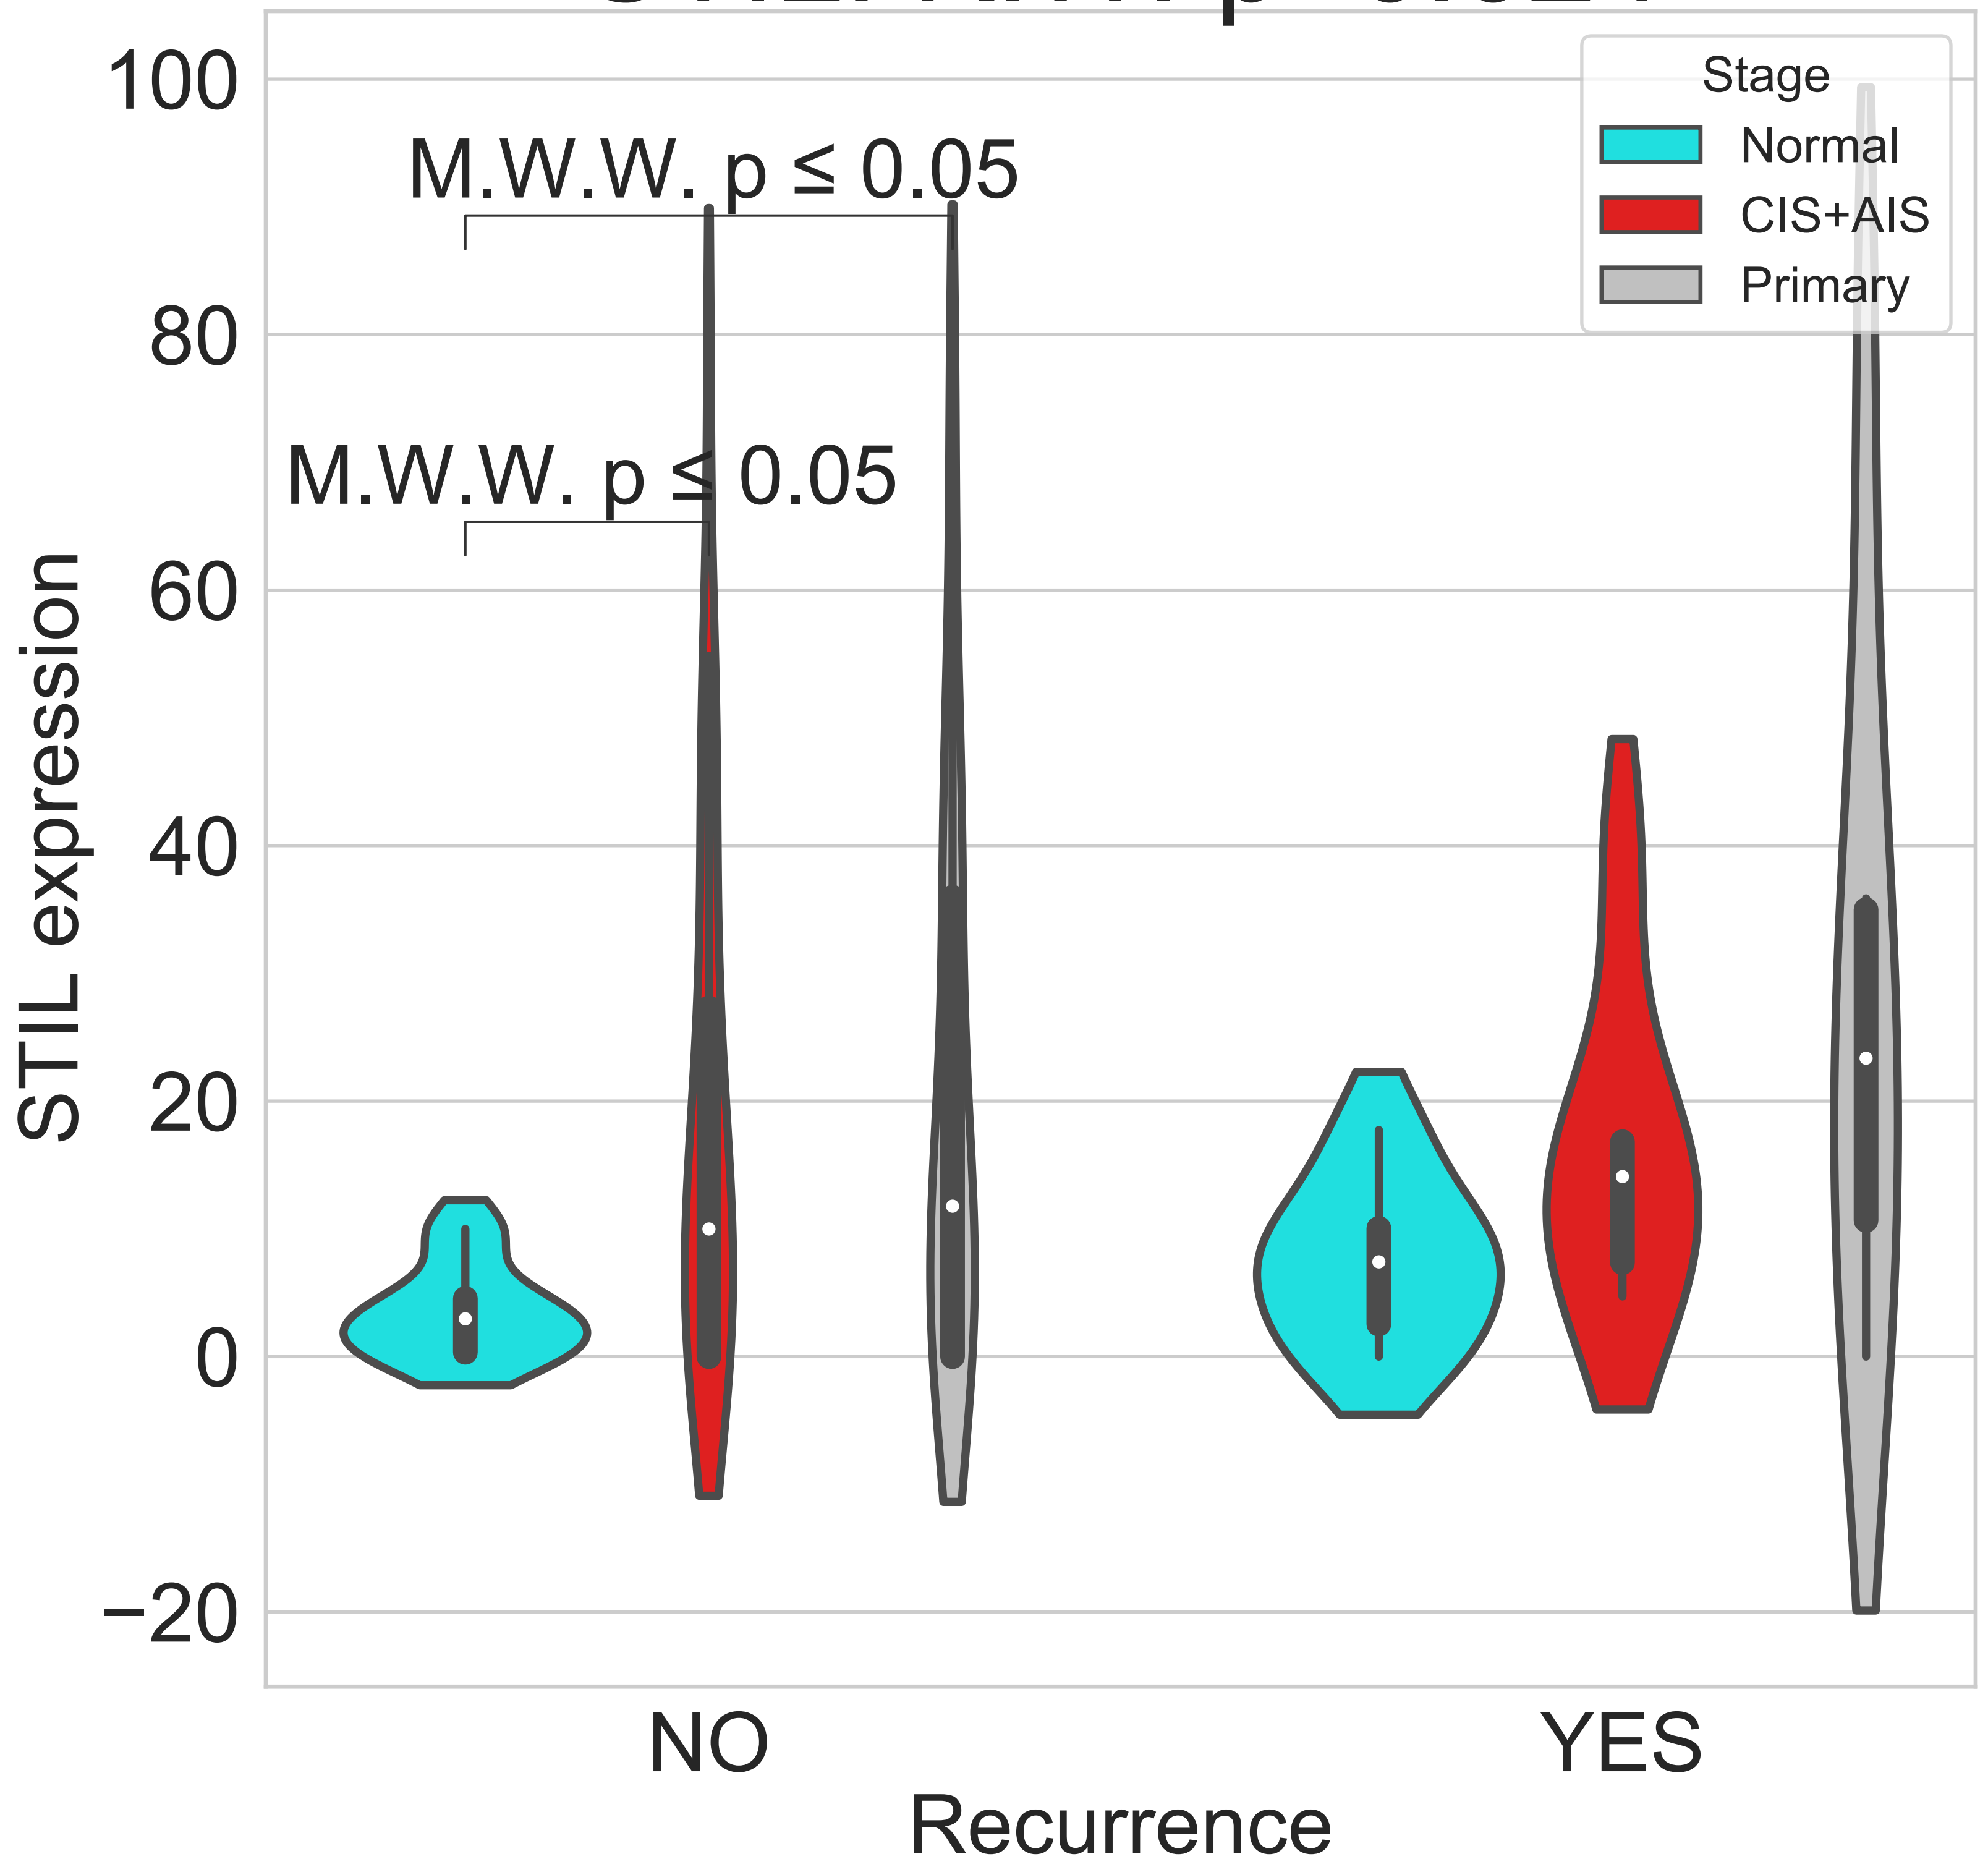 100
M.W.W. p ≤ 0.05
80
M.W.W. p ≤ 0.05
60
40
20
0
−20
STIL expression
Stage
Normal
CIS+AIS
Primary
NO
YES
Recurrence